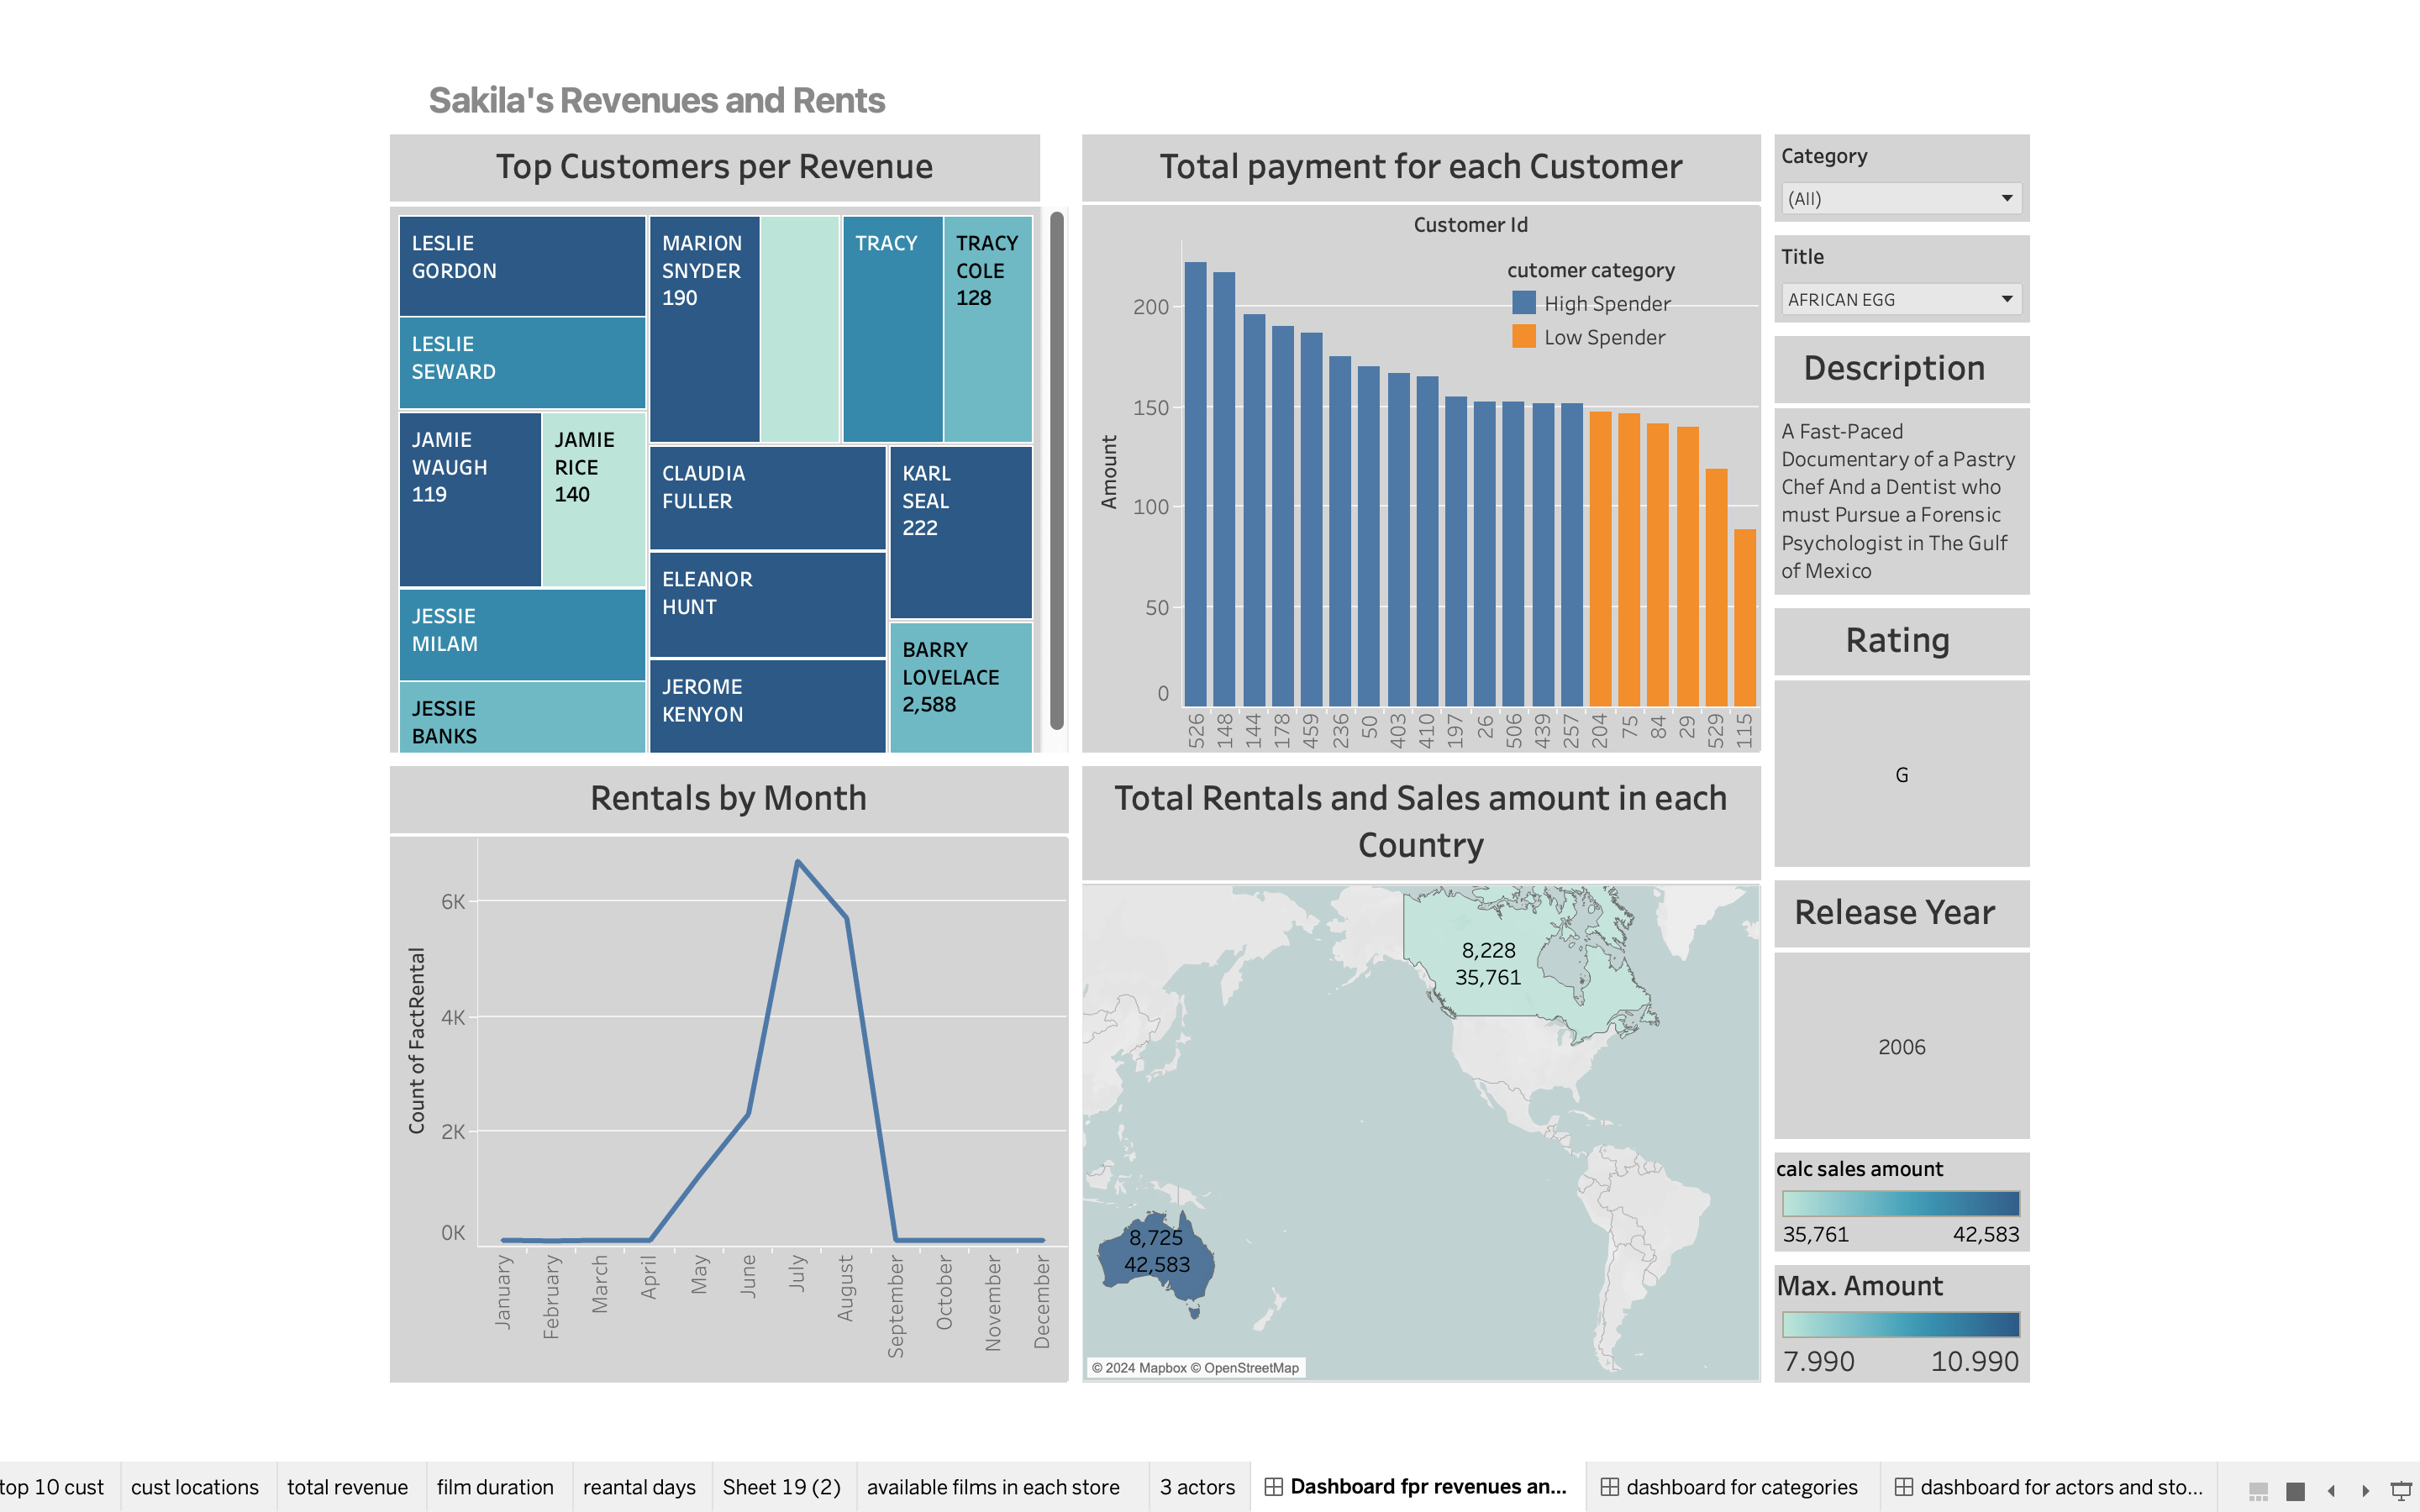 Sakila's Revenues and Rents
Top Customers per Revenue
LESLIE
GORDON
LESLIE
SEWARD
JAMIE
WAUGH
119
JAMIE
RICE
140
JESSIE
MILAM
JESSIE
BANKS
MARION
SNYDER
190
TRACY
TRACY
COLE
128
CLAUDIA
FULLER
ELEANOR
HUNT
JEROME
KENYON
KARL
SEAL
222
BARRY
LOVELACE
2,588
Total payment for each Customer
Customer Id
cutomer category
High Spender
Low Spender
Amount
200
150
100
50
0
526
148
144
178
459
236
50
403
410
197
26
506
439
257
204
75
84
29
529
115
Category
(All)
Title
AFRICAN EGG
Description
A Fast-Paced
Documentary of a Pastry
Chef And a Dentist who
must Pursue a Forensic
Psychologist in The Gulf
of Mexico
Rating
G
Release Year
2006
calc sales amount
35,761 42,583
Max. Amount
7.990 10.990
Rentals by Month
Count of FactRental
6K
4K
2K
0K
January
February
March
April
May
June
July
August
September
October
November
December
Total Rentals and Sales amount in each
Country
8,228
35,761
8,725
42,583
© 2024 Mapbox © OpenStreetMap
top 10 cust
cust locations
total revenue
film duration
reantal days
Sheet 19 (2)
available films in each store
3 actors
Dashboard fpr revenues an...
dashboard for categories
dashboard for actors and sto...